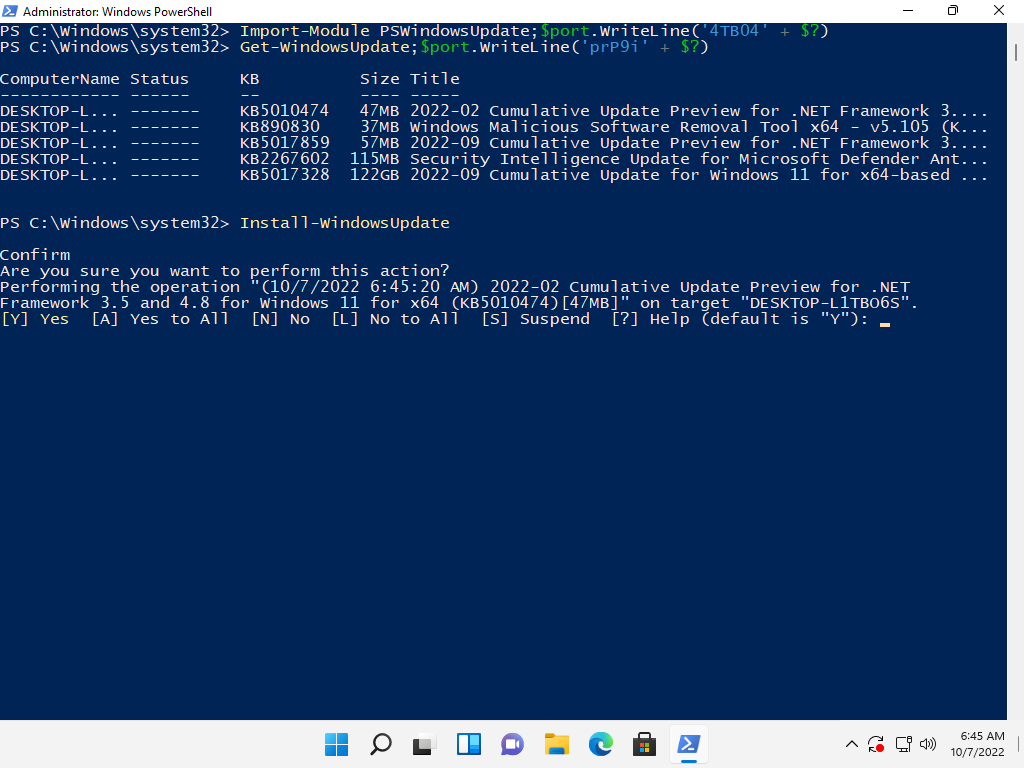 Administrator: Windows PowerShell
PS C:\Windows\system32> Import-Module PSWindowsUpdate;$port.WriteLine('4TBO4' + $?)
PS C:\Windows\system32> Get-WindowsUpdate;$port.WriteLine('prP9i' + $?)
ComputerName Status     KB          Size Title
------------ ------     --          ---- -----
DESKTOP-L... -------    KB5010474   47MB 2022-02 Cumulative Update Preview for .NET Framework 3....
DESKTOP-L... -------    KB890830    37MB Windows Malicious Software Removal Tool x64 - v5.105 (K...
DESKTOP-L... -------    KB5017859   57MB 2022-09 Cumulative Update Preview for .NET Framework 3....
DESKTOP-L... -------    KB2267602  115MB Security Intelligence Update for Microsoft Defender Ant...
DESKTOP-L... -------    KB5017328  122GB 2022-09 Cumulative Update for Windows 11 for x64-based ...
PS C:\Windows\system32> Install-WindowsUpdate
Confirm
Are you sure you want to perform this action?
Performing the operation "(10/7/2022 6:45:20 AM) 2022-02 Cumulative Update Preview for .NET
Framework 3.5 and 4.8 for Windows 11 for x64 (KB5010474)[47MB]" on target "DESKTOP-L1TBO6S".
[Y] Yes  [A] Yes to All  [N] No  [L] No to All  [S] Suspend  [?] Help (default is "Y"):
6:45 AM
10/7/2022